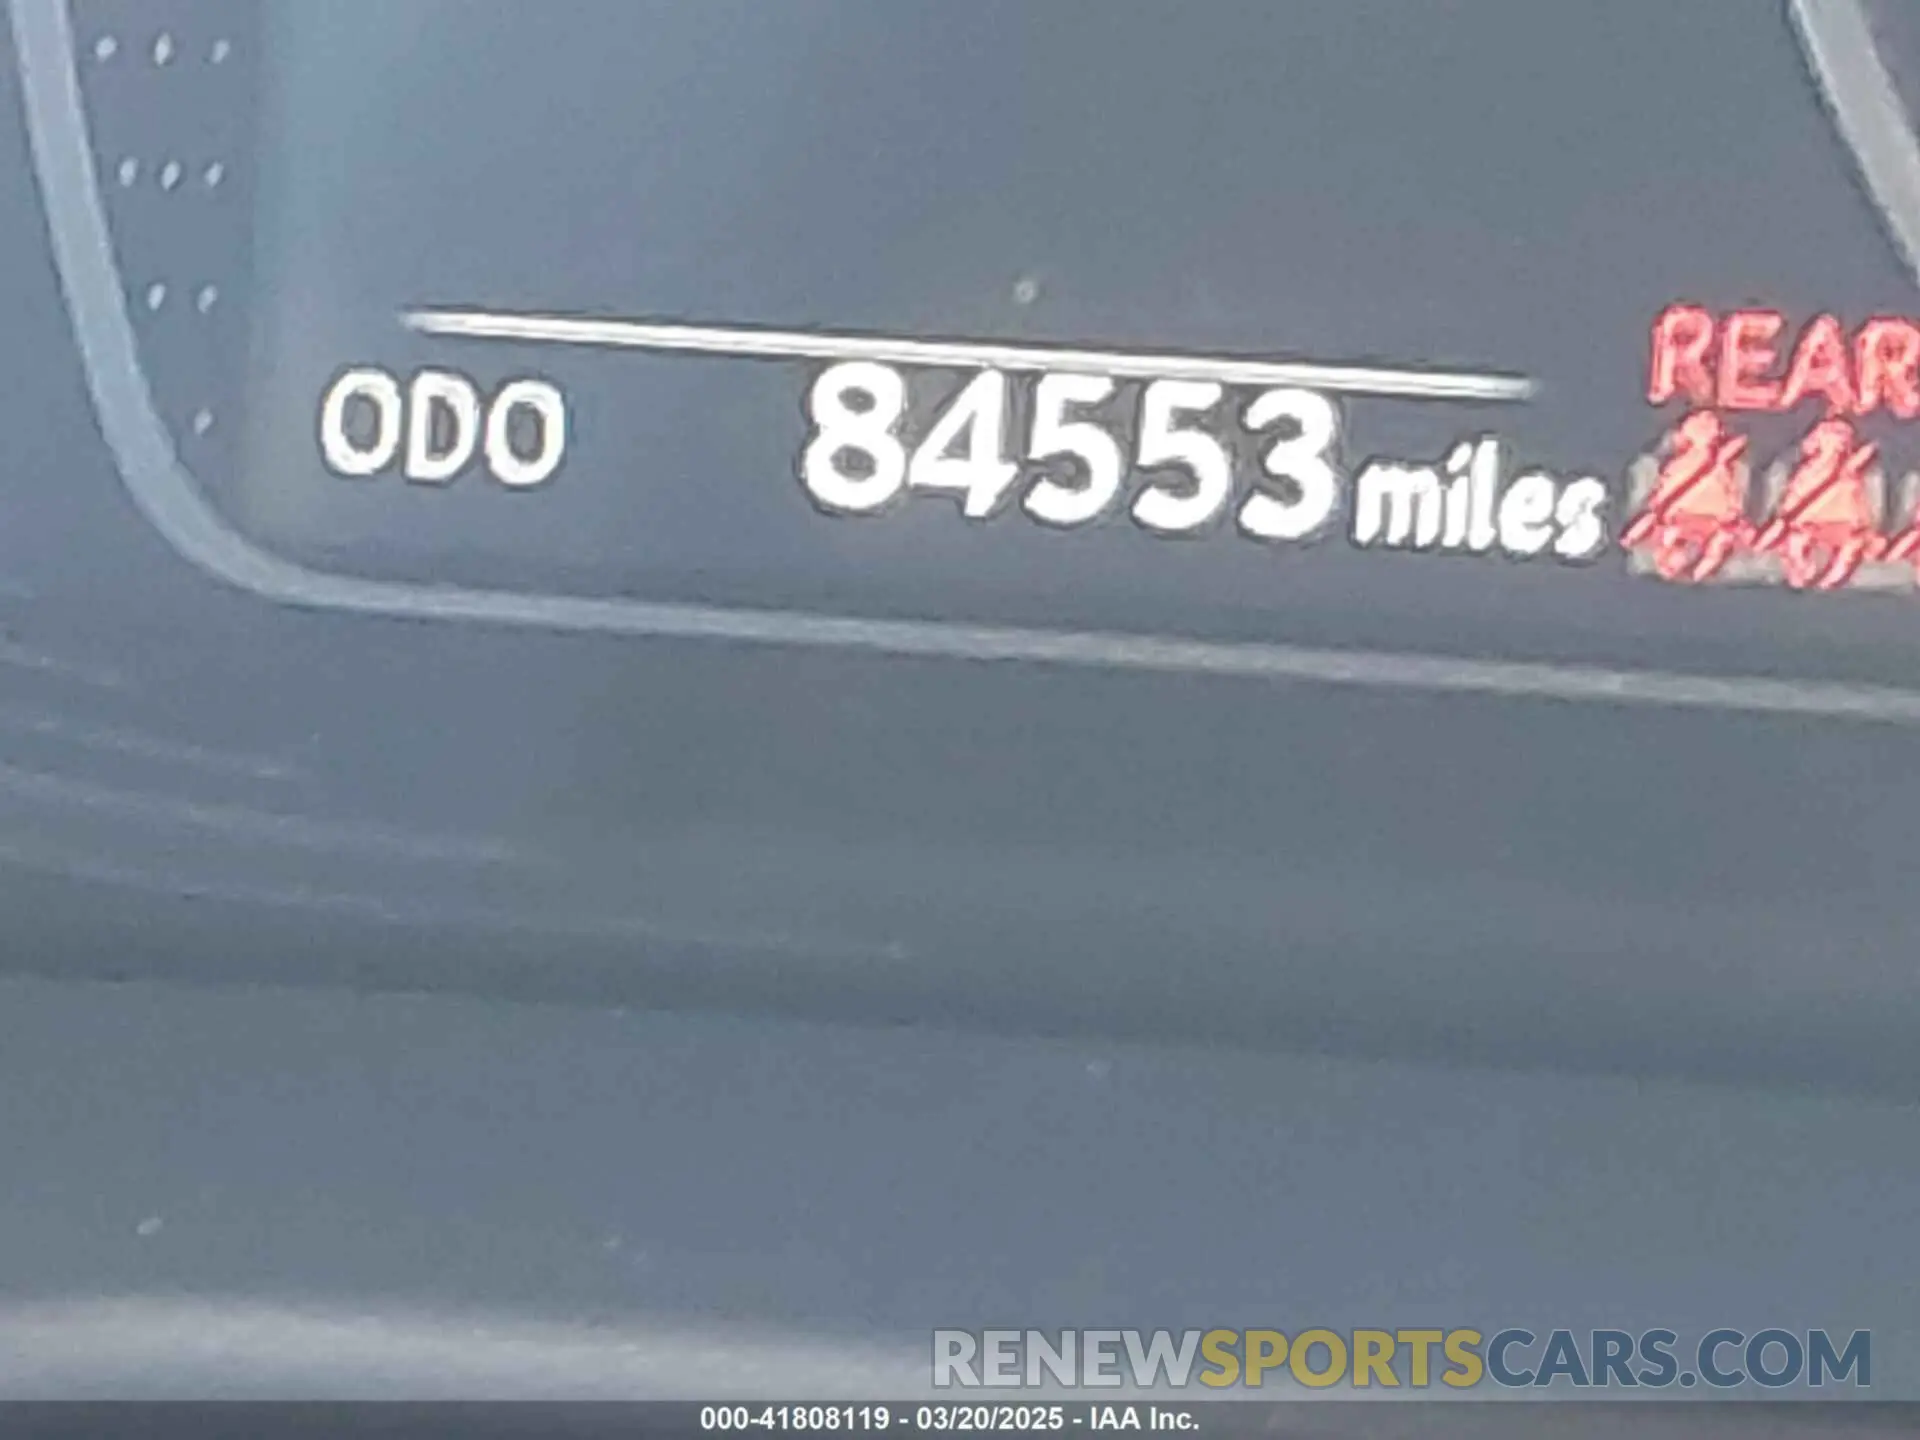 ODO 84553 miles REAR
RENEWSPORTSCARS.COM
000-41808119 - 03/20/2025 - IAA Inc.